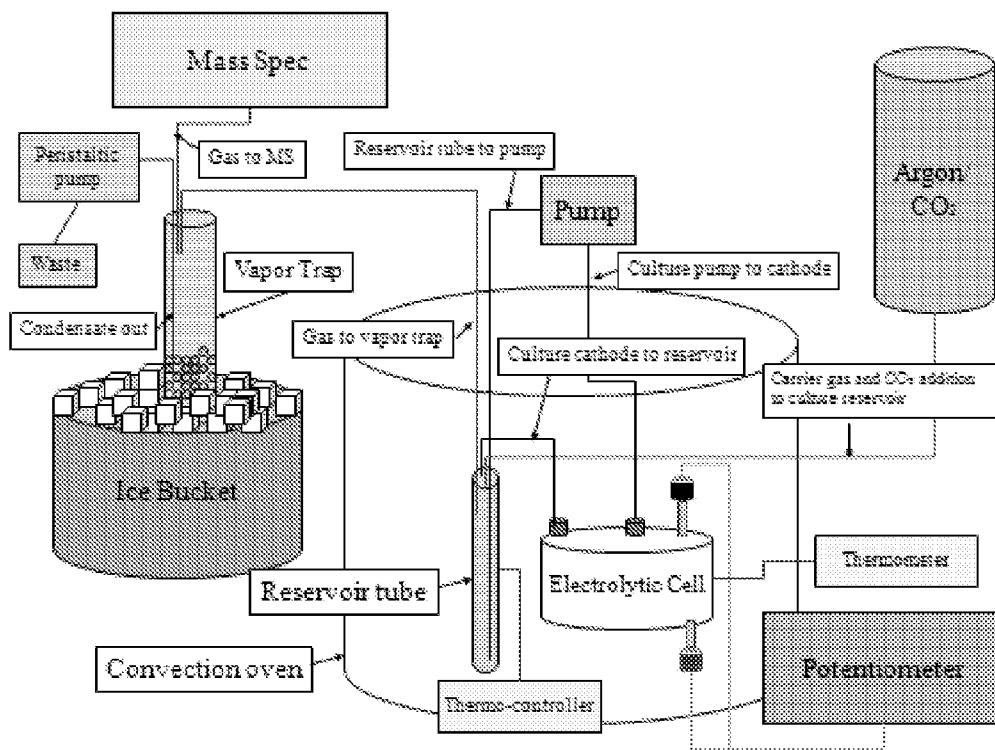 Mass Spec
Peristaltic
pump
Gas to MS
Reservoir tube to pump
Argon
CO₂
Pump
Waste
Vapor Trap
Culture pump to cathode
Condensate out
Gas to vapor trap
Culture cathode to reservoir
Carrier gas and CO₂ addition
to culture reservoir
Ice Bucket
Reservoir tube
Electrolytic Cell
Thermometer
Convection oven
Thermo-controller
Potentiometer